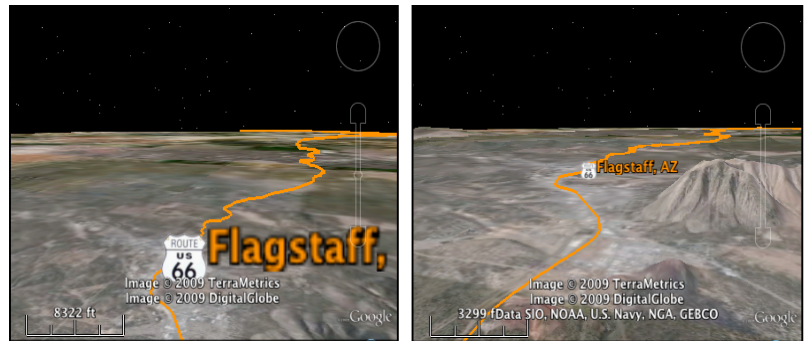 Flagstaff,
ROUTE
US
66
Image © 2009 TerraMetrics
Image © 2009 DigitalGlobe
8322 ft
Google
Flagstaff, AZ
66
Image © 2009 TerraMetrics
Image © 2009 DigitalGlobe
3299 fData SIO, NOAA, U.S. Navy, NGA, GEBCO
Google